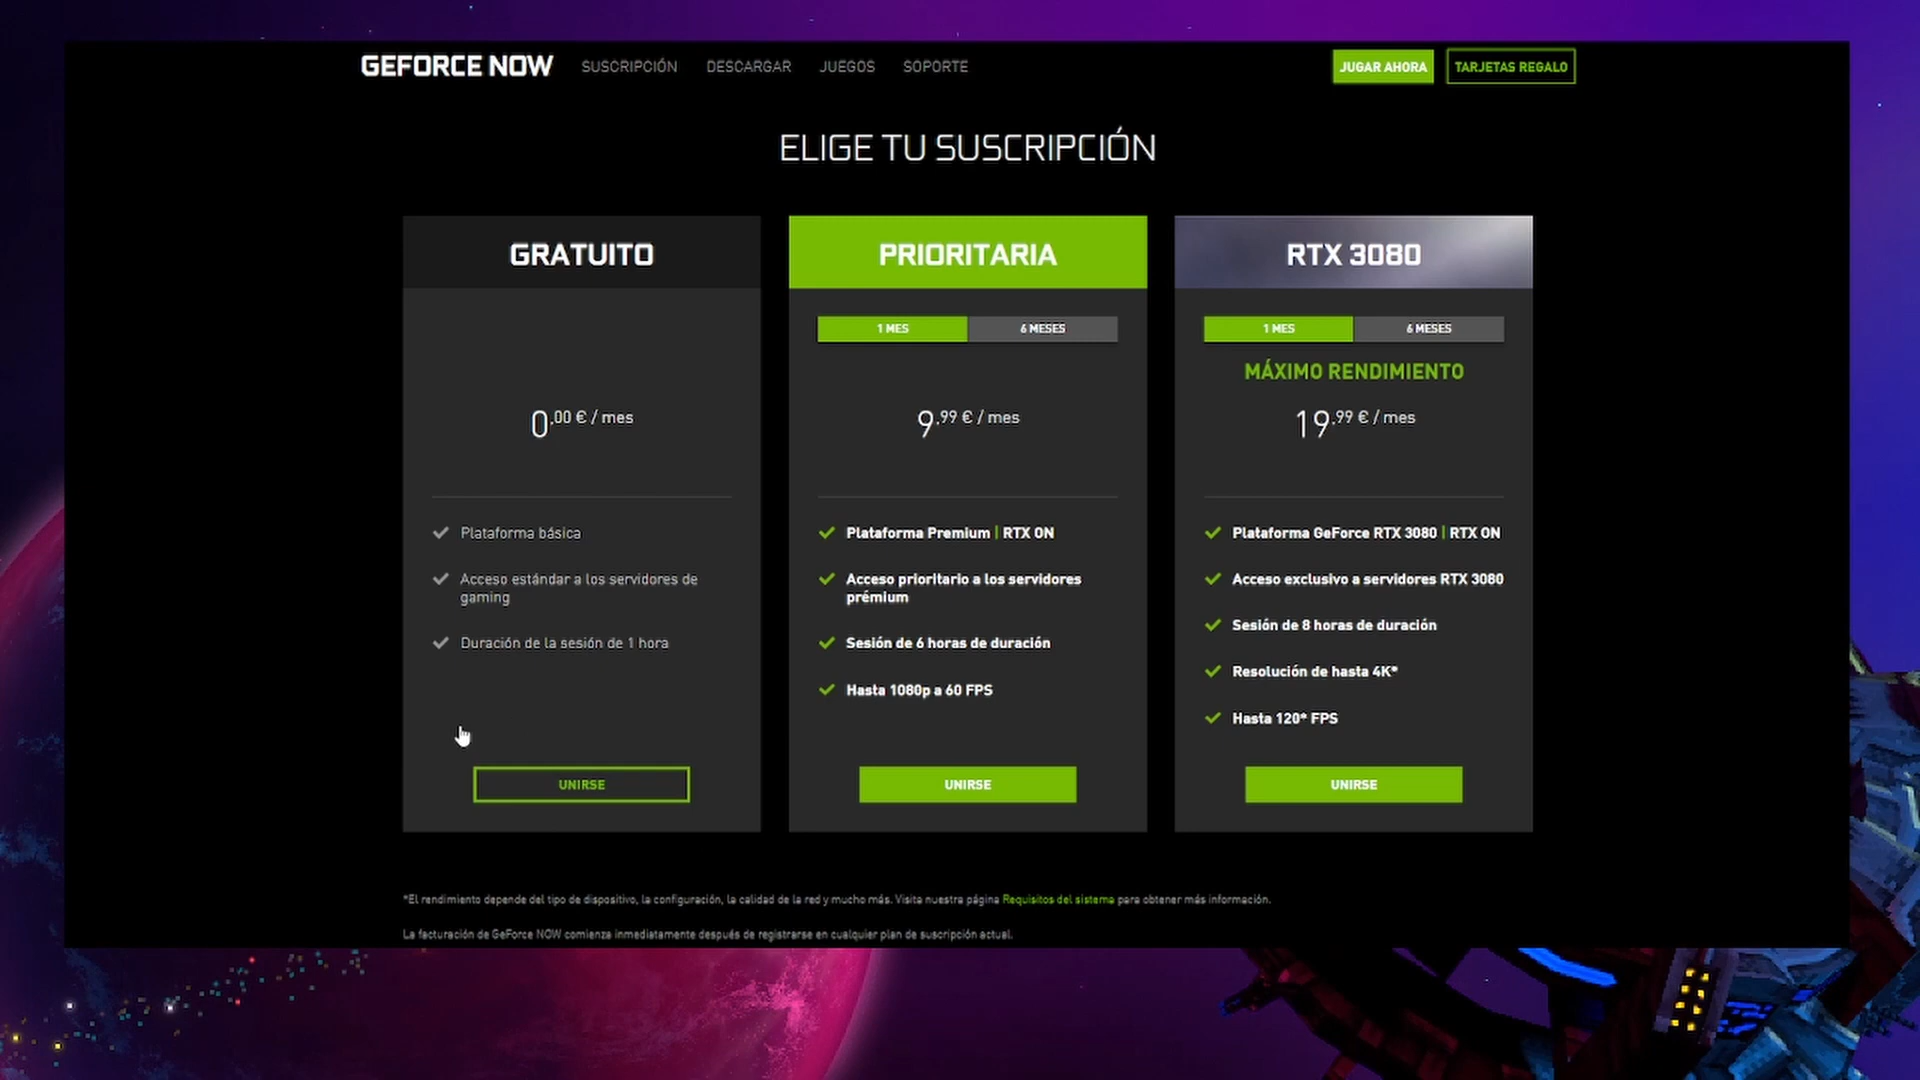 GEFORCE NOW SUSCRIPCIÓN DESCARGAR JUEGOS SOPORTE JUGAR AHORA TARJETAS REGALO
ELIGE TU SUSCRIPCIÓN
GRATUITO
0,00 € / mes
Plataforma básica
Acceso estándar a los servidores de
gaming
Duración de la sesión de 1 hora
UNIRSE
PRIORITARIA
1 MES 6 MESES
9,99 € / mes
Plataforma Premium | RTX ON
Acceso prioritario a los servidores
prémium
Sesión de 6 horas de duración
Hasta 1080p a 60 FPS
UNIRSE
RTX 3080
1 MES 6 MESES
MÁXIMO RENDIMIENTO
19,99 € / mes
Plataforma GeForce RTX 3080 | RTX ON
Acceso exclusivo a servidores RTX 3080
Sesión de 8 horas de duración
Resolución de hasta 4K*
Hasta 120* FPS
UNIRSE
*El rendimiento depende del tipo de dispositivo, la configuración, la calidad de la red y mucho más. Visita nuestra página Requisitos del sistema para obtener más información.
La facturación de GeForce NOW comienza inmediatamente después de registrarse en cualquier plan de suscripción actual.